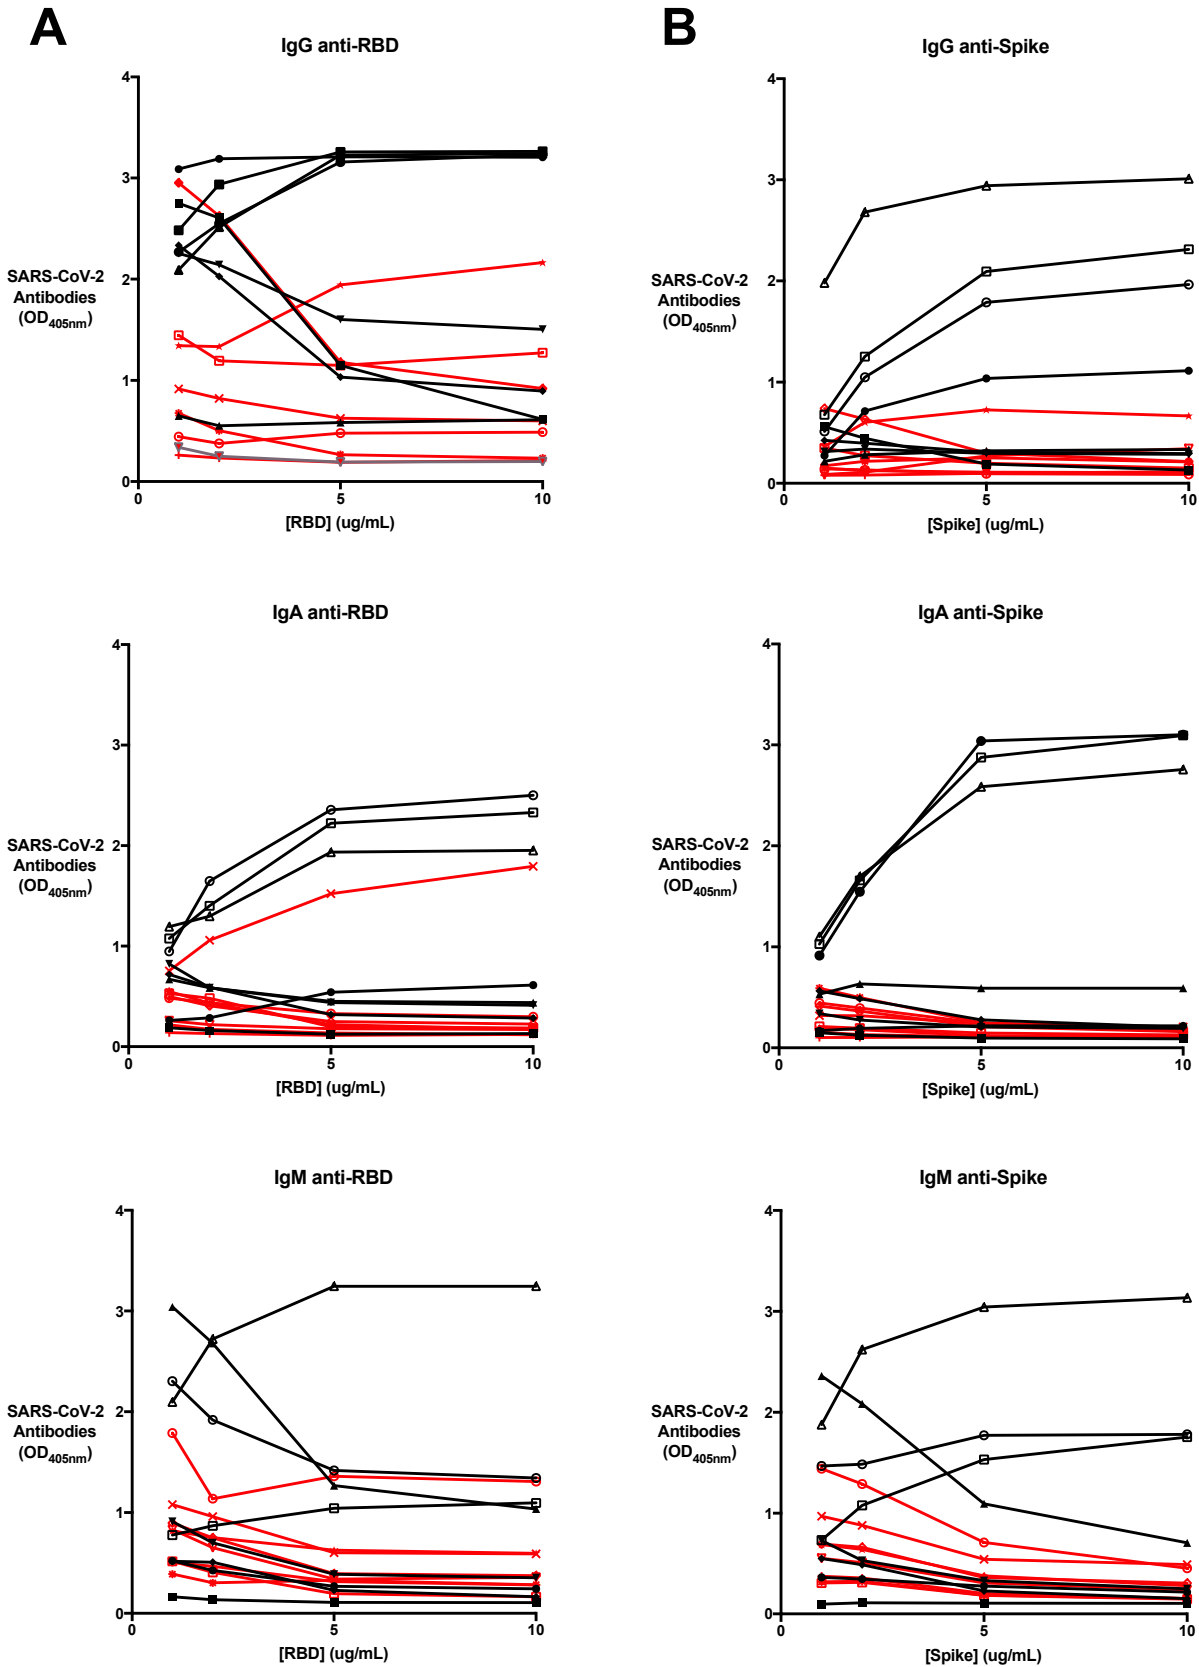 A
B
IgG anti-RBD
4
3
2
1
0
0
5
10
SARS-CoV-2
Antibodies
(OD405nm)
[RBD] (ug/mL)
IgG anti-Spike
4
3
2
1
0
0
5
10
SARS-CoV-2
Antibodies
(OD405nm)
[Spike] (ug/mL)
IgA anti-RBD
4
3
2
1
0
0
5
10
SARS-CoV-2
Antibodies
(OD405nm)
[RBD] (ug/mL)
IgA anti-Spike
4
3
2
1
0
0
5
10
SARS-CoV-2
Antibodies
(OD405nm)
[Spike] (ug/mL)
IgM anti-RBD
4
3
2
1
0
0
5
10
SARS-CoV-2
Antibodies
(OD405nm)
[RBD] (ug/mL)
IgM anti-Spike
4
3
2
1
0
0
5
10
SARS-CoV-2
Antibodies
(OD405nm)
[Spike] (ug/mL)